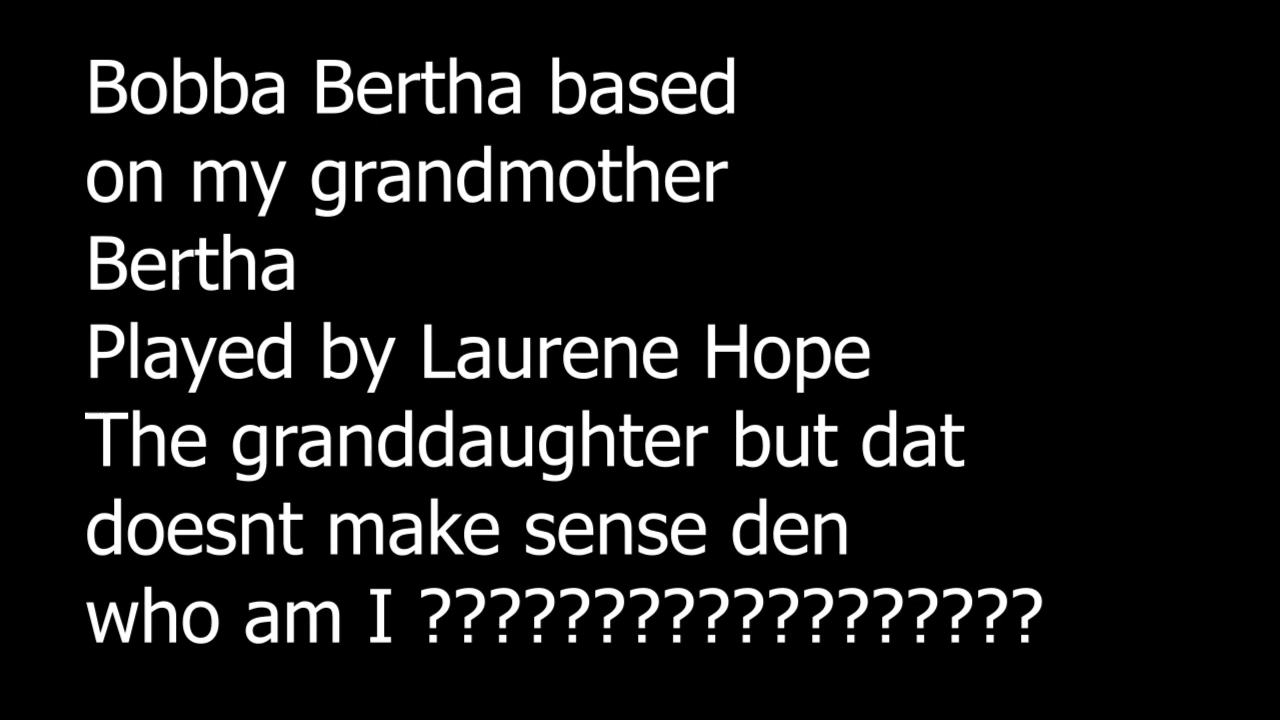 Bobba Bertha based
on my grandmother
Bertha
Played by Laurene Hope
The granddaughter but dat
doesnt make sense den
who am I ??????????????????